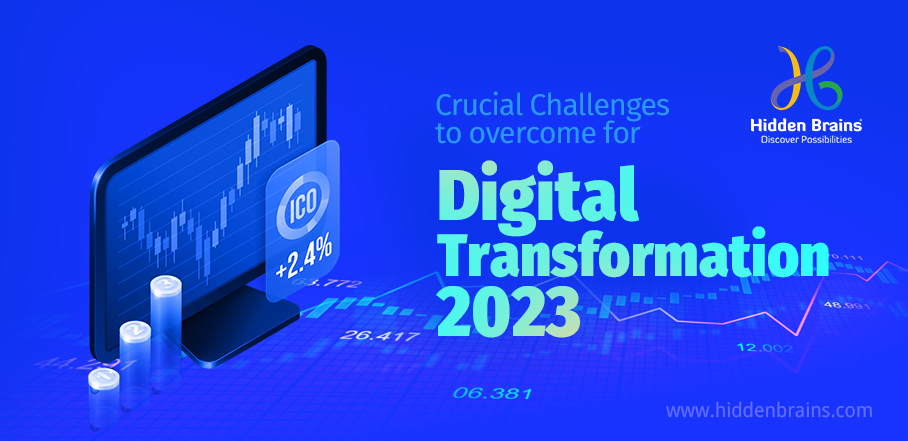 Crucial Challenges
to overcome for
Digital
Transformation
2023
Hidden Brains
Discover Possibilities
ICO
+2.4%
26.417
06.381
12.002
48.991
www.hiddenbrains.com